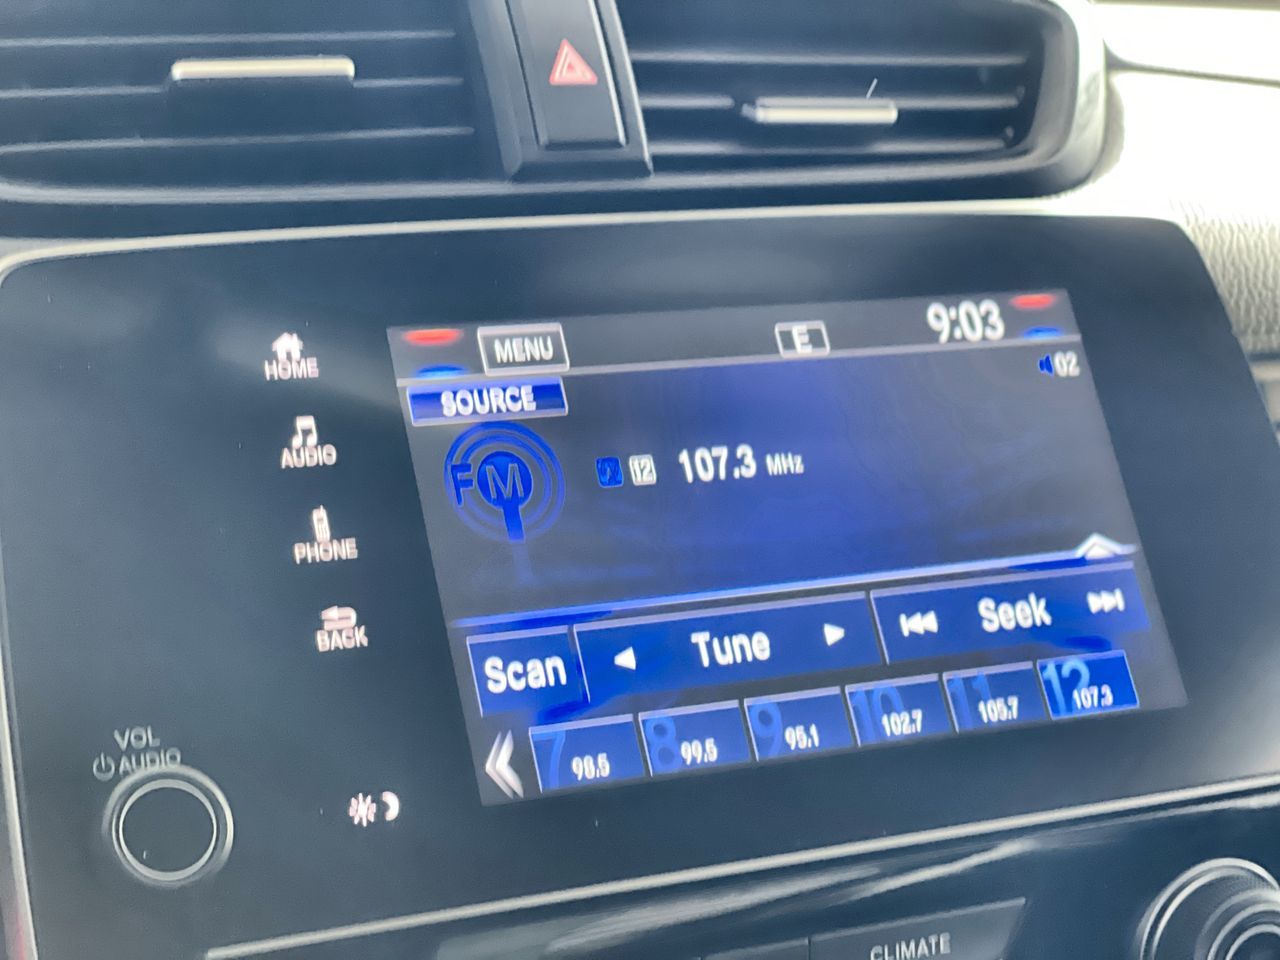 HOME
AUDIO
PHONE
BACK
VOL
AUDIO
MENU
E
9:03
SOURCE
02
FM
12 107.3 MHz
Scan
Tune
Seek
7 98.5
8 99.5
9 95.1
10 102.7
11 105.7
12 107.3
CLIMATE